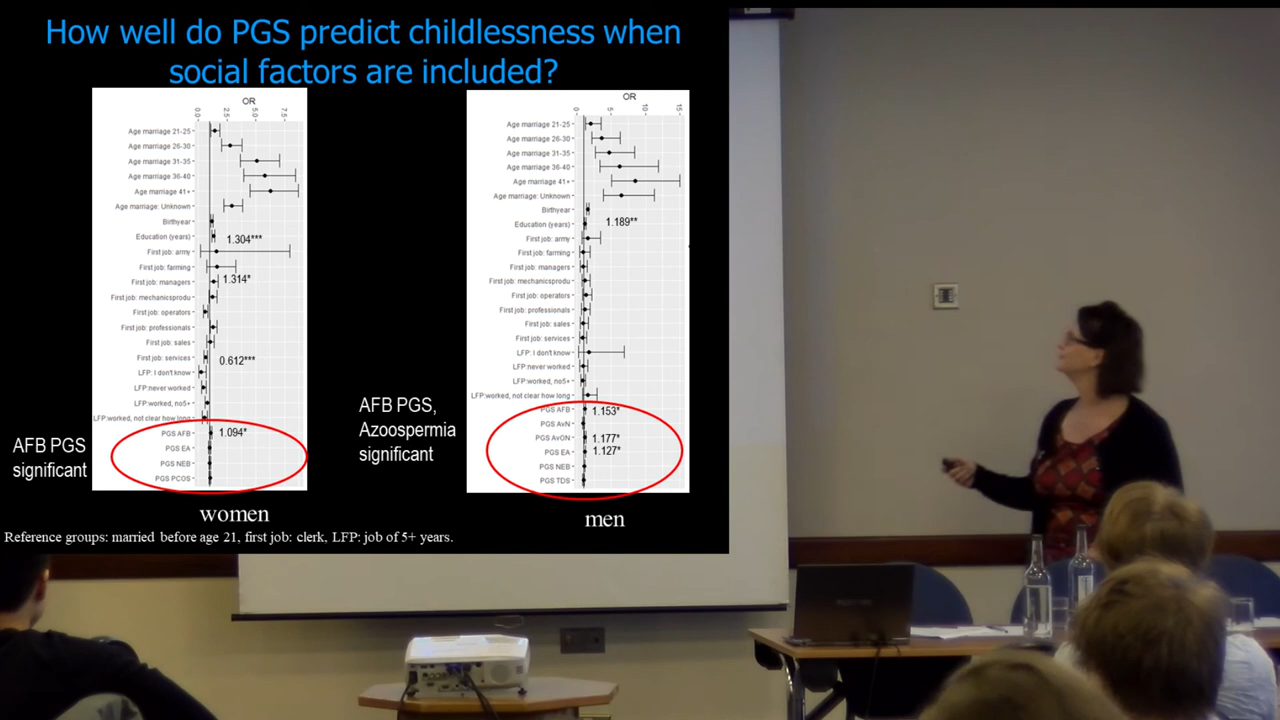 How well do PGS predict childlessness when
social factors are included?
OR
0.0 2.5 5.0 7.5
Age marriage 21-25
Age marriage 26-30
Age marriage 31-35
Age marriage 36-40
Age marriage 41+
Age marriage: Unknown
Birthyear
Education (years)
1.304***
First job: army
First job: farming
First job: managers
1.314*
First job: mechanicsprodu
First job: operators
First job: professionals
First job: sales
First job: services
0.612***
LFP: I don't know
LFP:never worked
LFP:worked, no5+
LFP:worked, not clear how long
PGS AFB
1.094*
PGS EA
PGS NEB
PGS PCOS
AFB PGS
significant
women
OR
0 5 10 15
Age marriage 21-25
Age marriage 26-30
Age marriage 31-35
Age marriage 36-40
Age marriage 41+
Age marriage: Unknown
Birthyear
Education (years)
1.189**
First job: army
First job: farming
First job: managers
First job: mechanicsprodu
First job: operators
First job: professionals
First job: sales
First job: services
LFP: I don't know
LFP:never worked
LFP:worked, no5+
LFP:worked, not clear how long
PGS AFB
1.153*
PGS AvN
PGS AvON
1.177*
PGS EA
1.127*
PGS NEB
PGS TDS
AFB PGS,
Azoospermia
significant
men
Reference groups: married before age 21, first job: clerk, LFP: job of 5+ years.